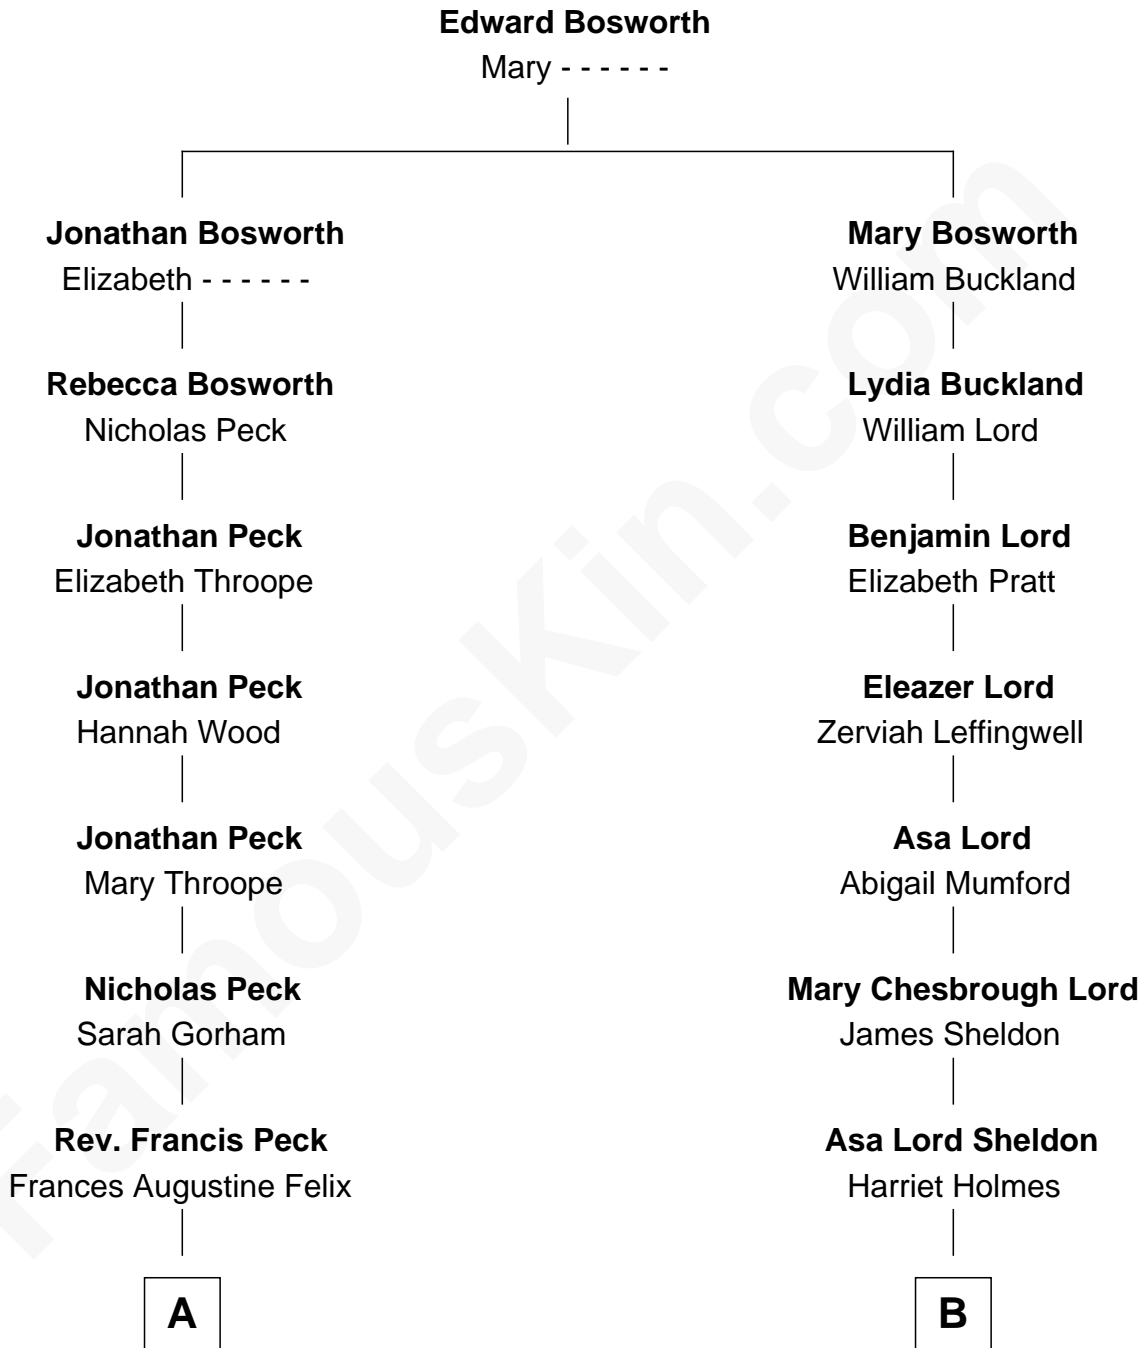 Edward Bosworth
Mary - - - - - -
Jonathan Bosworth
Elizabeth - - - - - -
Mary Bosworth
William Buckland
Rebecca Bosworth
Nicholas Peck
Lydia Buckland
William Lord
Jonathan Peck
Elizabeth Throope
Benjamin Lord
Elizabeth Pratt
Jonathan Peck
Hannah Wood
Eleazer Lord
Zerviah Leffingwell
Jonathan Peck
Mary Throope
Asa Lord
Abigail Mumford
Nicholas Peck
Sarah Gorham
Mary Chesbrough Lord
James Sheldon
Rev. Francis Peck
Frances Augustine Felix
Asa Lord Sheldon
Harriet Holmes
A
B
FamousKin.com